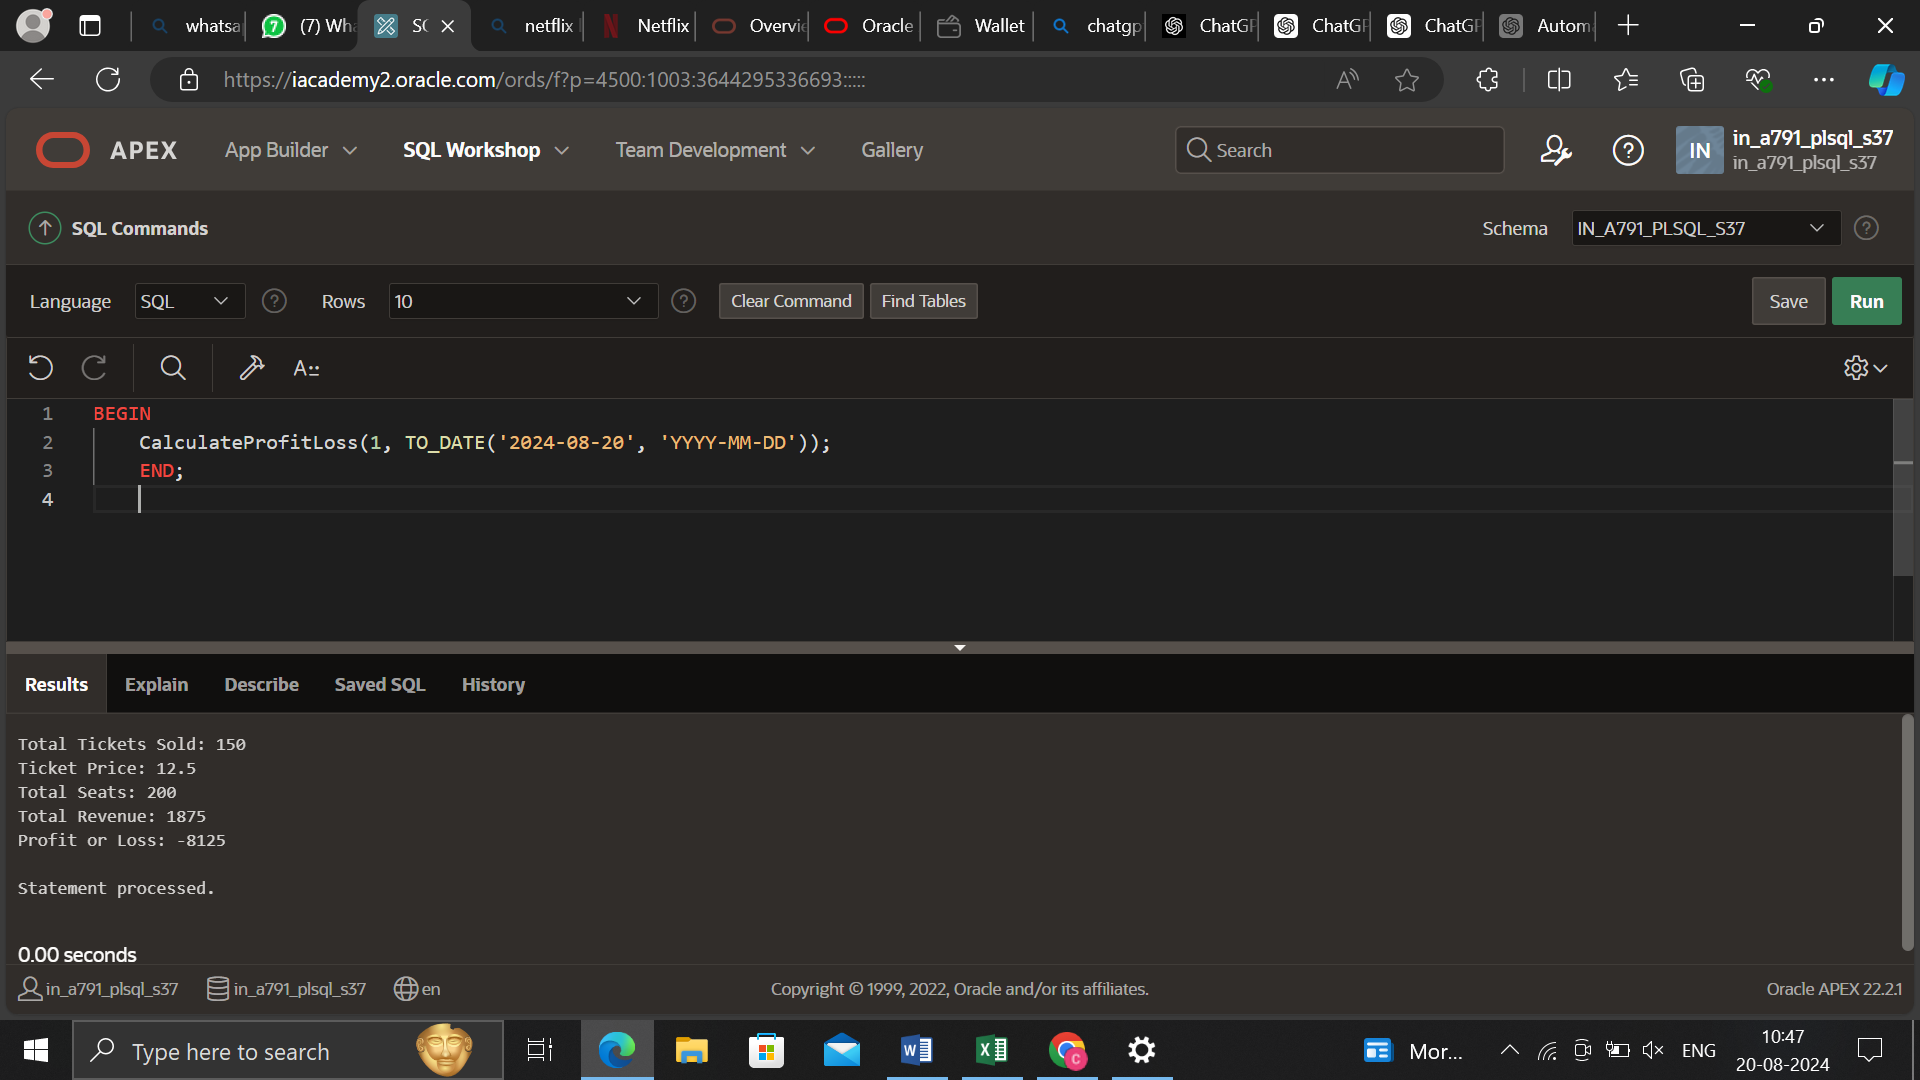 whatsa
(7) Wha
SC
netflix
Netflix
Overvi
Oracle
Wallet
chatgp
ChatGF
ChatGF
ChatGF
Autom
https://iacademy2.oracle.com/ords/f?p=4500:1003:3644295336693:::::
APEX
App Builder
SQL Workshop
Team Development
Gallery
Search
IN
in_a791_plsql_s37
in_a791_plsql_s37
SQL Commands
Schema
IN_A791_PLSQL_S37
Language
SQL
Rows
10
Clear Command
Find Tables
Save
Run
1 BEGIN
2 CalculateProfitLoss(1, TO_DATE('2024-08-20', 'YYYY-MM-DD'));
3 END;
4
Results
Explain
Describe
Saved SQL
History
Total Tickets Sold: 150
Ticket Price: 12.5
Total Seats: 200
Total Revenue: 1875
Profit or Loss: -8125
Statement processed.
0.00 seconds
in_a791_plsql_s37
in_a791_plsql_s37
en
Copyright © 1999, 2022, Oracle and/or its affiliates.
Oracle APEX 22.2.1
Type here to search
Mor...
ENG
10:47
20-08-2024